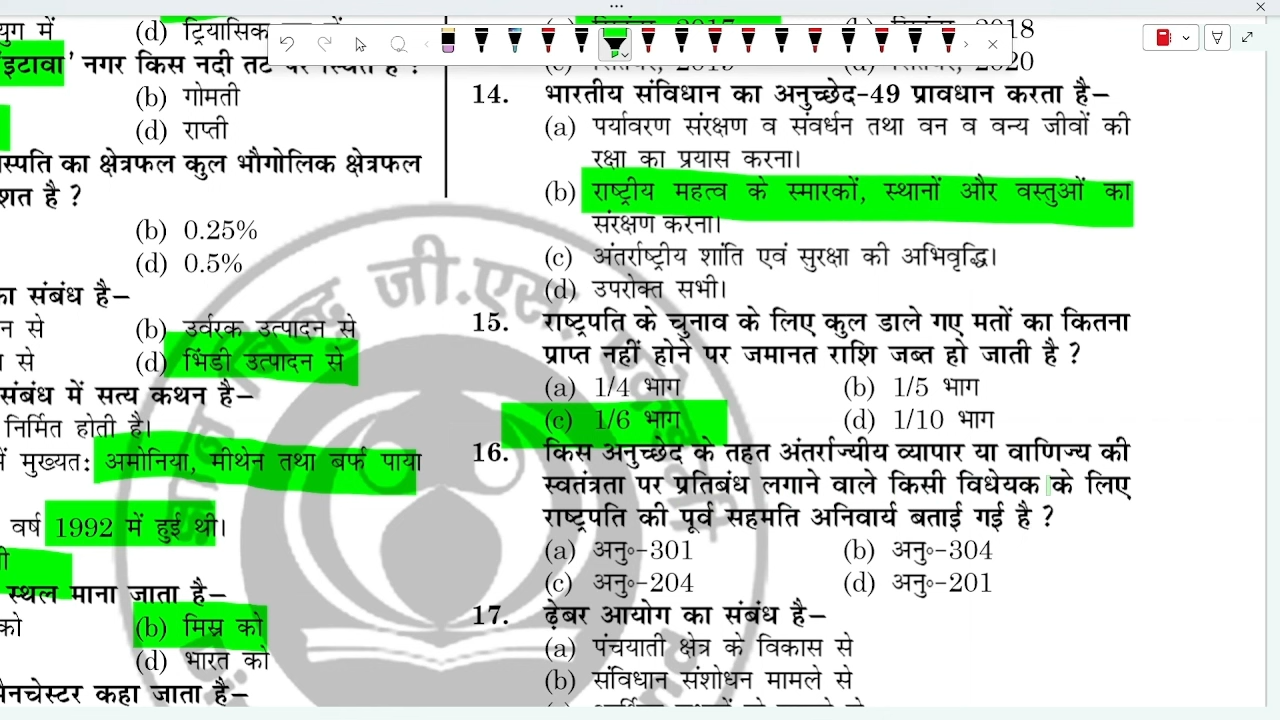 युग में
(d) ट्रियासिक
'इटावा' नगर किस नदी तट पर स्थित है ?
(b) गोमती
(d) राप्ती
स्पति का क्षेत्रफल कुल भौगोलिक क्षेत्रफल
शत है ?
(b) 0.25%
(d) 0.5%
का संबंध है–
न से (b) उर्वरक उत्पादन से
से (d) भिंडी उत्पादन से
संबंध में सत्य कथन है–
निर्मित होती है।
में मुख्यत: अमोनिया, मीथेन तथा बर्फ पाया
वर्ष 1992 में हुई थी।
स्थल माना जाता है–
को (b) मिस्र को
(d) भारत को
मैनचेस्टर कहा जाता है–
14. भारतीय संविधान का अनुच्छेद-49 प्रावधान करता है–
(a) पर्यावरण संरक्षण व संवर्धन तथा वन व वन्य जीवों की
रक्षा का प्रयास करना।
(b) राष्ट्रीय महत्व के स्मारकों, स्थानों और वस्तुओं का
संरक्षण करना।
(c) अंतर्राष्ट्रीय शांति एवं सुरक्षा की अभिवृद्धि।
(d) उपरोक्त सभी।
15. राष्ट्रपति के चुनाव के लिए कुल डाले गए मतों का कितना
प्राप्त नहीं होने पर जमानत राशि जब्त हो जाती है ?
(a) 1/4 भाग (b) 1/5 भाग
(c) 1/6 भाग (d) 1/10 भाग
16. किस अनुच्छेद के तहत अंतर्राज्यीय व्यापार या वाणिज्य की
स्वतंत्रता पर प्रतिबंध लगाने वाले किसी विधेयक के लिए
राष्ट्रपति की पूर्व सहमति अनिवार्य बताई गई है ?
(a) अनु०-301 (b) अनु०-304
(c) अनु०-204 (d) अनु०-201
17. ढ़ेबर आयोग का संबंध है–
(a) पंचयाती क्षेत्र के विकास से
(b) संविधान संशोधन मामले से